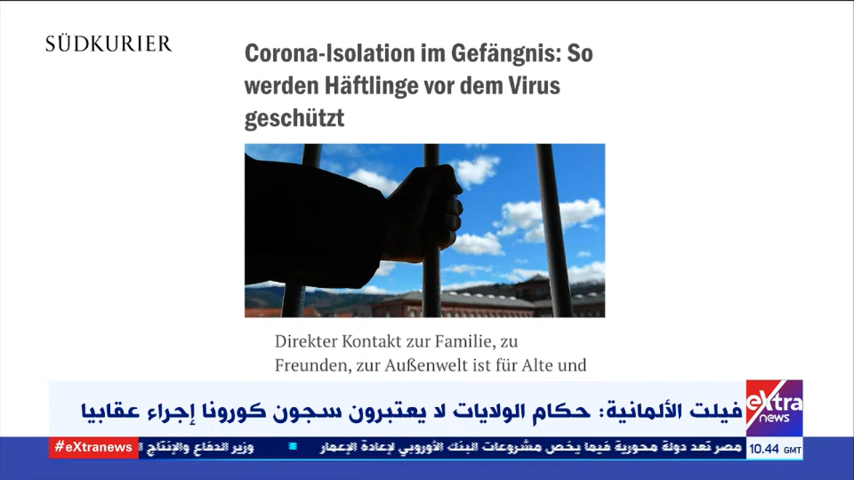 SÜDKURIER
Corona-Isolation im Gefängnis: So
werden Häftlinge vor dem Virus
geschützt
Direkter Kontakt zur Familie, zu
Freunden, zur Außenwelt ist für Alte und
فيلت الألمانية: حكام الولايات لا يعتبرون سجون كورونا إجراء عقابيا
eXtra
news
#eXtranews
مصر تعد دولة محورية فيما يخص مشروعات البنك الأوروبي لإعادة الإعمار
وزير الدفاع والإنتاج
10.44 GMT